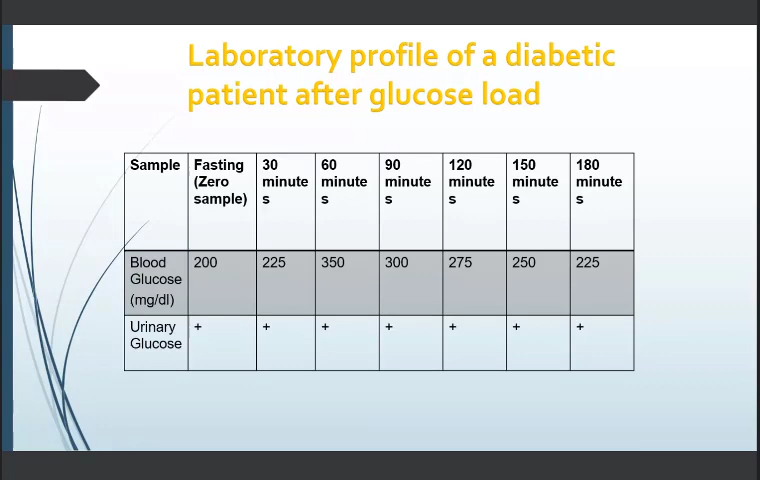 Laboratory profile of a diabetic
patient after glucose load
Sample Fasting (Zero sample) 30 minute s 60 minute s 90 minute s 120 minute s 150 minute s 180 minute s
Blood Glucose (mg/dl) 200 225 350 300 275 250 225
Urinary Glucose + + + + + + +